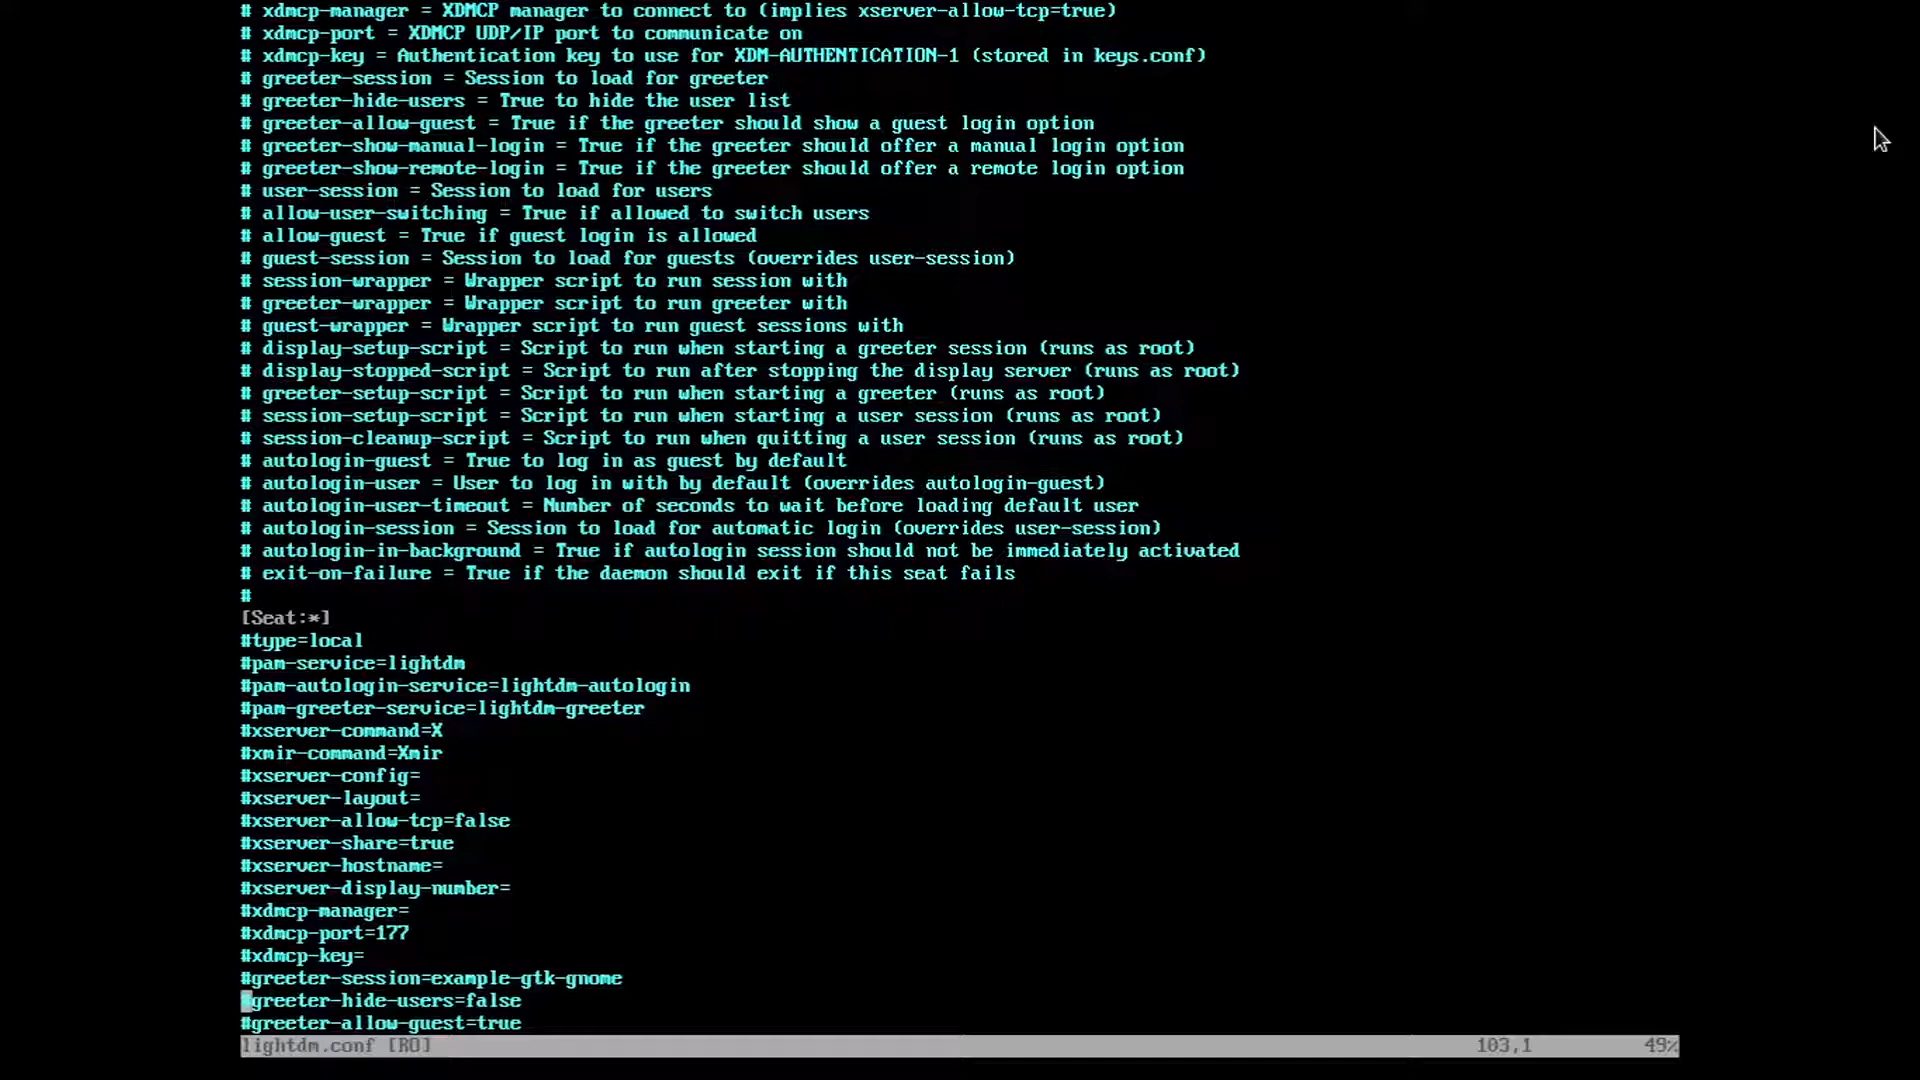 # xdmcp-manager = XDMCP manager to connect to (implies xserver-allow-tcp=true)
# xdmcp-port = XDMCP UDP/IP port to communicate on
# xdmcp-key = Authentication key to use for XDM-AUTHENTICATION-1 (stored in keys.conf)
# greeter-session = Session to load for greeter
# greeter-hide-users = True to hide the user list
# greeter-allow-guest = True if the greeter should show a guest login option
# greeter-show-manual-login = True if the greeter should offer a manual login option
# greeter-show-remote-login = True if the greeter should offer a remote login option
# user-session = Session to load for users
# allow-user-switching = True if allowed to switch users
# allow-guest = True if guest login is allowed
# guest-session = Session to load for guests (overrides user-session)
# session-wrapper = Wrapper script to run session with
# greeter-wrapper = Wrapper script to run greeter with
# guest-wrapper = Wrapper script to run guest sessions with
# display-setup-script = Script to run when starting a greeter session (runs as root)
# display-stopped-script = Script to run after stopping the display server (runs as root)
# greeter-setup-script = Script to run when starting a greeter (runs as root)
# session-setup-script = Script to run when starting a user session (runs as root)
# session-cleanup-script = Script to run when quitting a user session (runs as root)
# autologin-guest = True to log in as guest by default
# autologin-user = User to log in with by default (overrides autologin-guest)
# autologin-user-timeout = Number of seconds to wait before loading default user
# autologin-session = Session to load for automatic login (overrides user-session)
# autologin-in-background = True if autologin session should not be immediately activated
# exit-on-failure = True if the daemon should exit if this seat fails
#
[Seat:*]
#type=local
#pam-service=lightdm
#pam-autologin-service=lightdm-autologin
#pam-greeter-service=lightdm-greeter
#xserver-command=X
#xmir-command=Xmir
#xserver-config=
#xserver-layout=
#xserver-allow-tcp=false
#xserver-share=true
#xserver-hostname=
#xserver-display-number=
#xdmcp-manager=
#xdmcp-port=177
#xdmcp-key=
#greeter-session=example-gtk-gnome
#greeter-hide-users=false
#greeter-allow-guest=true
lightdm.conf [RO] 103,1 49%